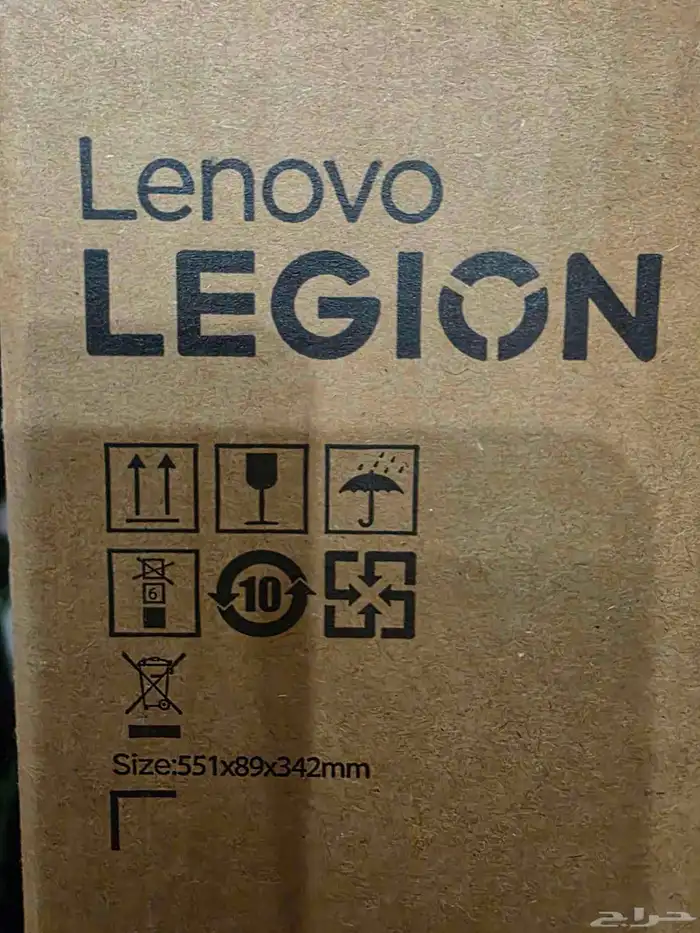 Lenovo
LEGION
6
10
Size:551x89x342mm
حراج